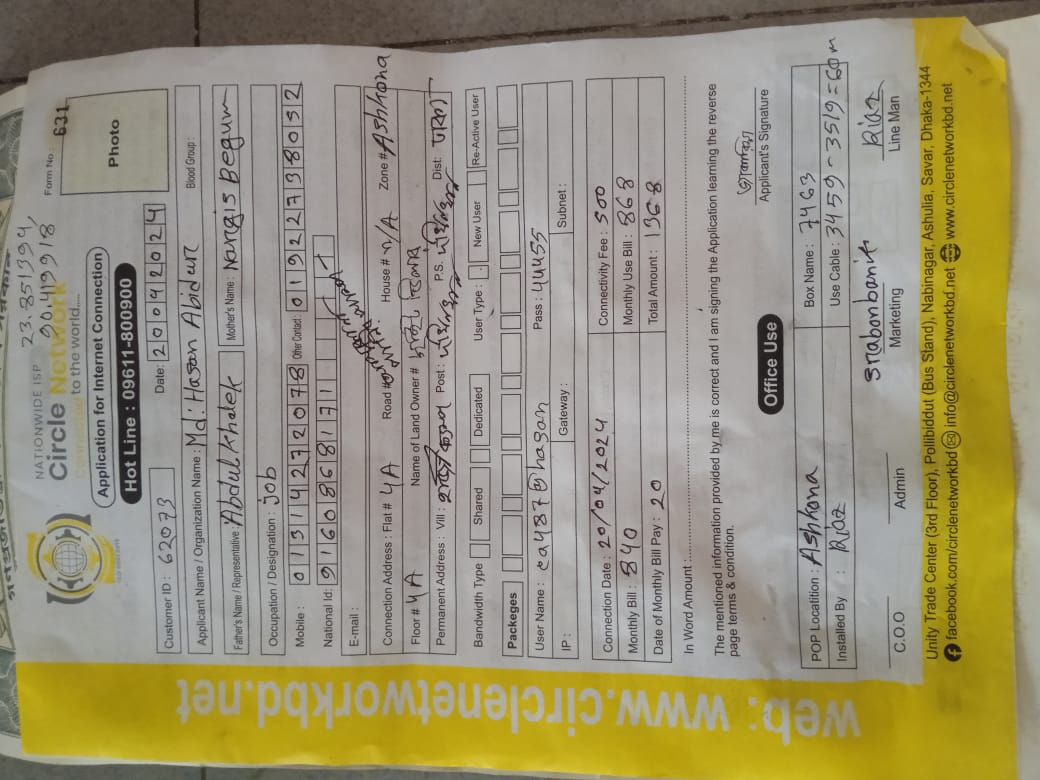 23.851394,
90.419918
NATIONWIDE ISP
Circle Network
connected to the world....
Form No : 631
Application for Internet Connection
Hot Line : 09611-800900
Photo
Customer ID : 62073
Date: 20042024
Applicant Name / Organization Name : Md: Hasan Abidur
Blood Group:
Father's Name / Representative : Abdul Khalek
Mother's Name : Nargis Begum
Occupation / Designation : job
Mobile : 01314272078 Other Contact : 01922738052
National Id: 9160868171
E-mail :
Connection Address : Flat # 4A Road # House # n/A Zone # Ashkona
Floor # 4A Name of Land Owner #
Permanent Address : Vill : Post : P.S. Dist:
Bandwidth Type Shared Dedicated User Type : New User Re-Active User
Packeges
User Name : ca487@hasan Pass : 44455
IP : Gateway : Subnet :
Connection Date : 20/04/2024 Connectivity Fee : 500
Monthly Bill : 840 Monthly Use Bill : 868
Date of Monthly Bill Pay : 20 Total Amount : 1368
In Word Amount :
The mentioned information provided by me is correct and I am signing the Application learning the reverse
page terms & condition.
Applicant's Signature
Office Use
POP Locatition : Ashkona Box Name : 7463
Installed By : Riaz Use Cable : 3459-3519=60m
Srabonbanik Riaz
C.O.O Admin Marketing Line Man
Unity Trade Center (3rd Floor), Pollibiddut (Bus Stand), Nabinagar, Ashulia, Savar, Dhaka-1344
facebook.com/circlenetworkbd info@circlenetworkbd.net www.circlenetworkbd.net
web: www.circlenetworkbd.net